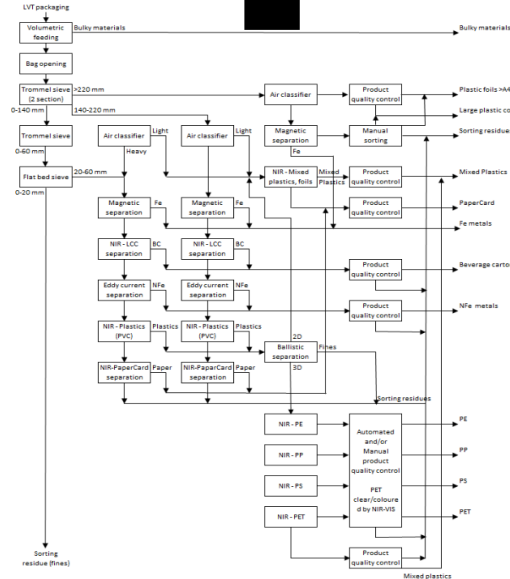 LVT packaging
Volumetric
feeding
Bulky materials
Bulky materials
Bag opening
Trommel sieve
(2 section)
>220 mm
0-140 mm
140-220 mm
Air classifier
Product
quality control
Plastic foils >A4
Large plastic co
Trommel sieve
0-60 mm
Air classifier
Light
Heavy
Air classifier
Light
Magnetic
separation
Fe
Manual
sorting
Sorting residues
Flat bed sieve
20-60 mm
0-20 mm
NIR - Mixed
plastics, foils
Mixed
Plastics
Product
quality control
Mixed Plastics
Magnetic
separation
Fe
Magnetic
separation
Fe
Product
quality control
PaperCard
Fe metals
NIR - LCC
separation
BC
NIR - LCC
separation
BC
Product
quality control
Beverage carto
Eddy current
separation
NFe
Eddy current
separation
NFe
Product
quality control
NFe metals
NIR - Plastics
(PVC)
Plastics
NIR - Plastics
(PVC)
Plastics
2D
Ballistic
separation
Fines
3D
NIR-PaperCard
separation
Paper
NIR-PaparCard
separation
Paper
Sorting residues
NIR - PE
NIR - PP
NIR - PS
NIR - PET
Automated
and/or
Manual
product
quality control
PET
clear/coloure
d by NIR-VIS
PE
PP
PS
PET
Product
quality control
Mixed plastics
Sorting
residue (fines)